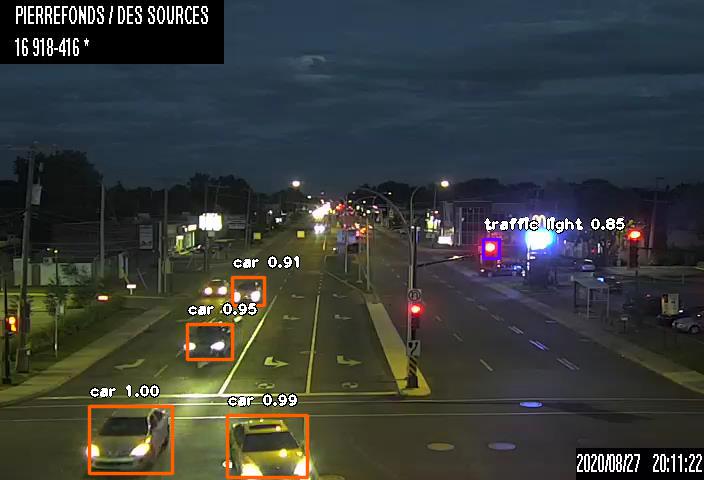 PIERREFONDS / DES SOURCES
16 918-416 *
traffic light 0.85
car 0.91
car 0.95
car 1.00
car 0.99
2020/08/27 20:11:22